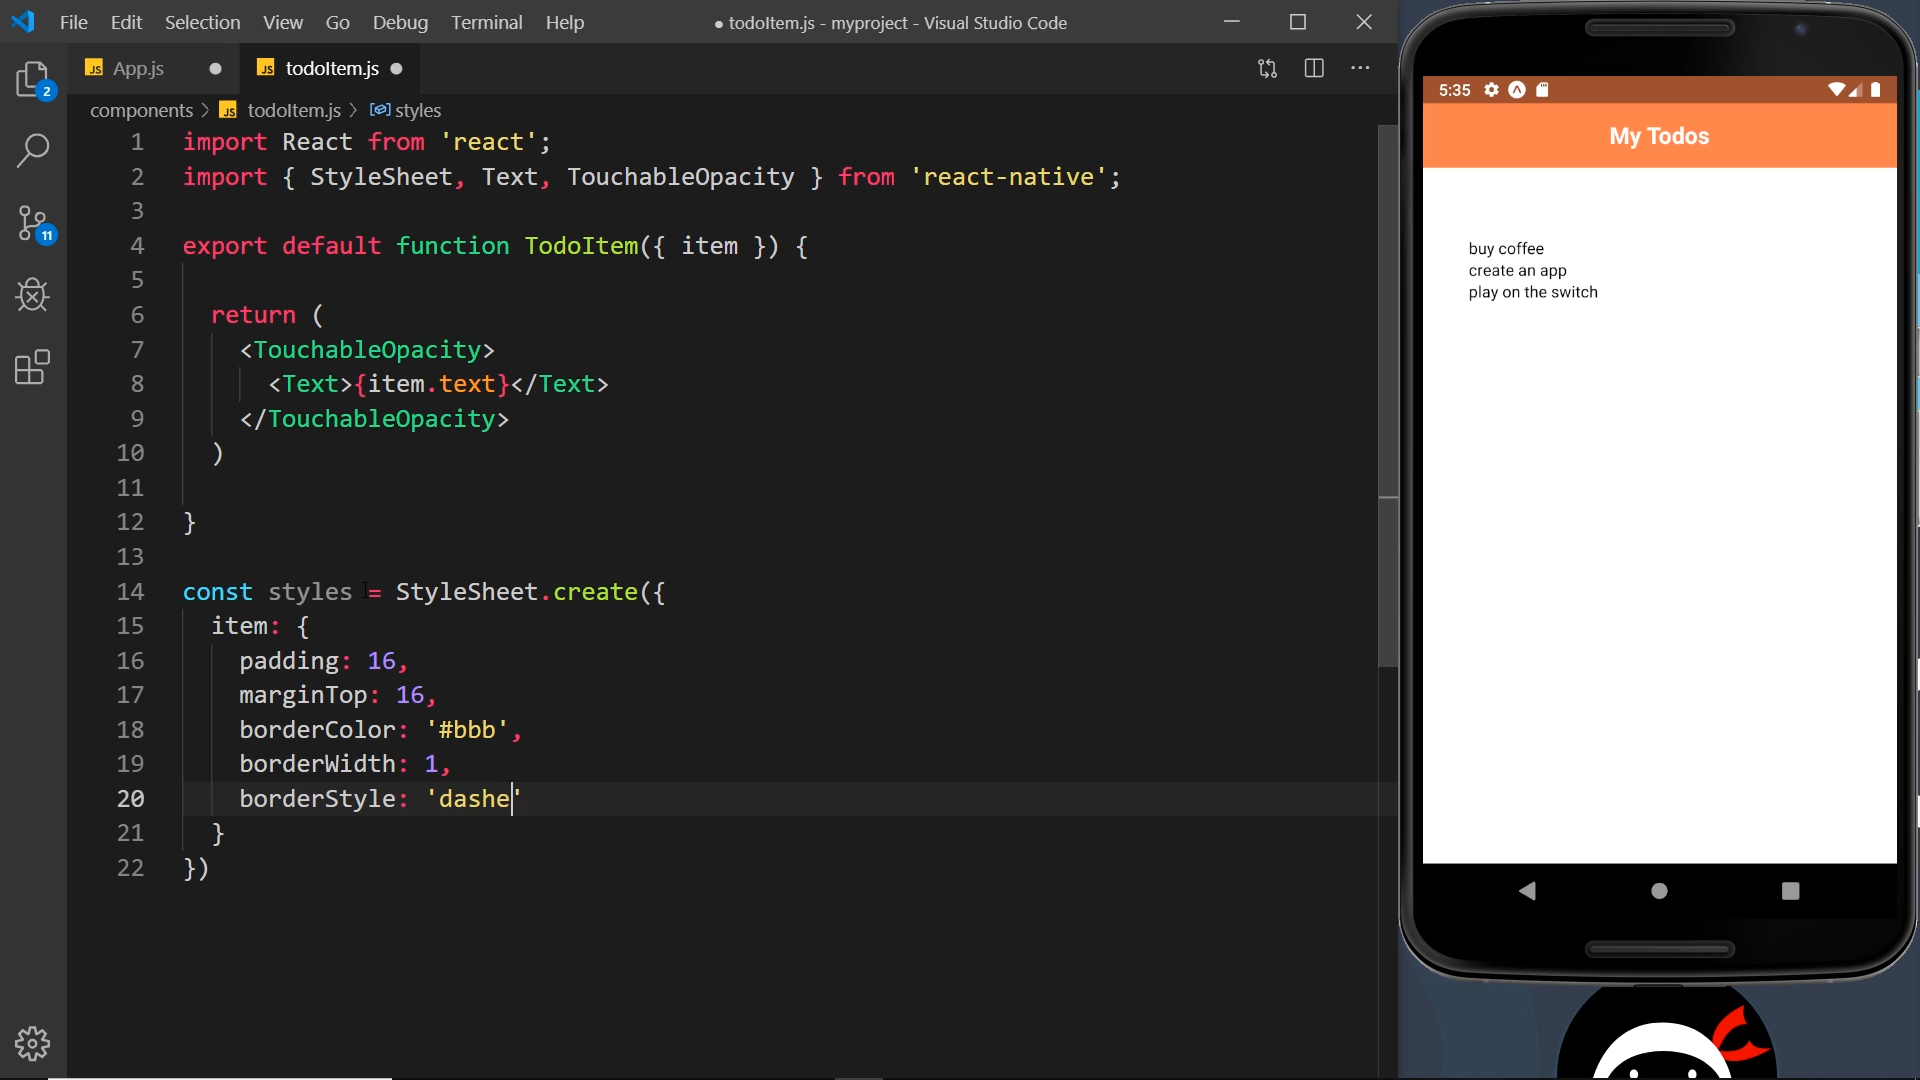 File Edit Selection View Go Debug Terminal Help
● todoItem.js - myproject - Visual Studio Code
JS App.js ●
JS todoItem.js ●
components > JS todoItem.js > styles
2
11
1 import React from 'react';
2 import { StyleSheet, Text, TouchableOpacity } from 'react-native';
3
4 export default function TodoItem({ item }) {
5
6 return (
7 <TouchableOpacity>
8 <Text>{item.text}</Text>
9 </TouchableOpacity>
10 )
11
12 }
13
14 const styles = StyleSheet.create({
15 item: {
16 padding: 16,
17 marginTop: 16,
18 borderColor: '#bbb',
19 borderWidth: 1,
20 borderStyle: 'dashe'
21 }
22 })
5:35
My Todos
buy coffee
create an app
play on the switch